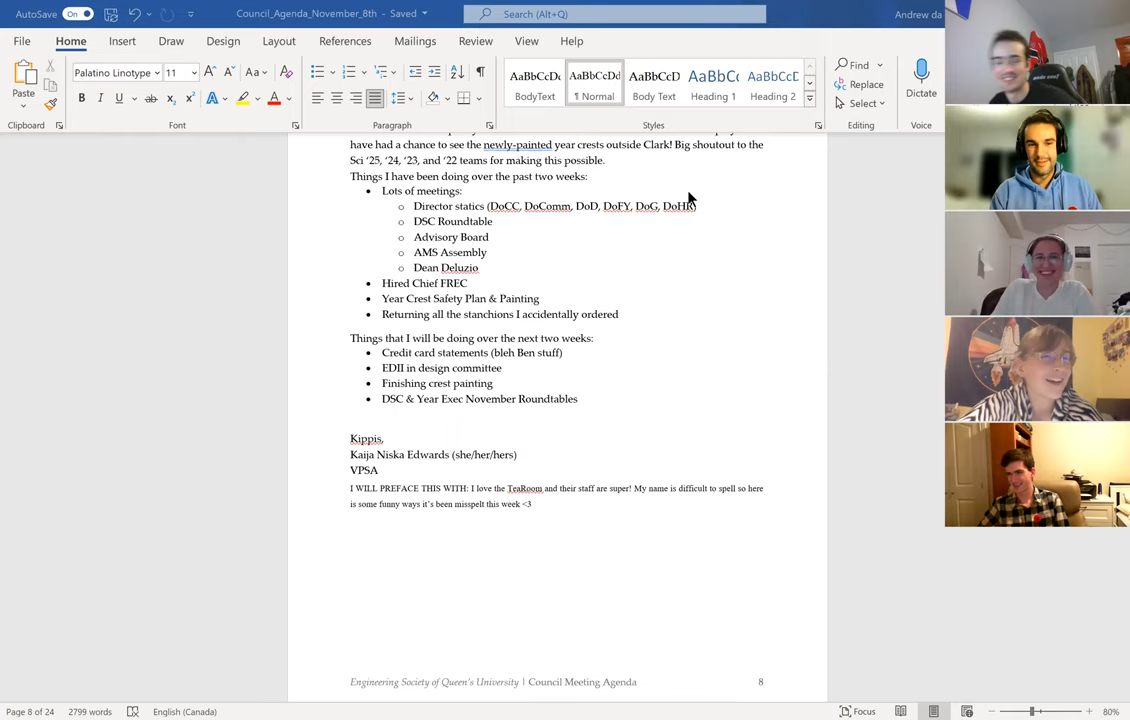 AutoSave On Council_Agenda_November_8th - Saved Search (Alt+Q) Andrew da
File Home Insert Draw Design Layout References Mailings Review View Help
Paste Palatino Linotype 11 A A Aa A AaBbCcDc AaBbCcDd AaBbCcD AaBbCc AaBbCcD Find Dictate
B I U ab x2 x2 A A BodyText ¶ Normal Body Text Heading 1 Heading 2 Replace
Select
Clipboard Font Paragraph Styles Editing Voice
have had a chance to see the newly-painted year crests outside Clark! Big shoutout to the
Sci '25, '24, '23, and '22 teams for making this possible.
Things I have been doing over the past two weeks:
• Lots of meetings:
o Director statics (DoCC, DoComm, DoD, DoFY, DoG, DoHR)
o DSC Roundtable
o Advisory Board
o AMS Assembly
o Dean Deluzio
• Hired Chief FREC
• Year Crest Safety Plan & Painting
• Returning all the stanchions I accidentally ordered
Things that I will be doing over the next two weeks:
• Credit card statements (bleh Ben stuff)
• EDII in design committee
• Finishing crest painting
• DSC & Year Exec November Roundtables
Kippis,
Kaija Niska Edwards (she/her/hers)
VPSA
I WILL PREFACE THIS WITH: I love the TeaRoom and their staff are super! My name is difficult to spell so here
is some funny ways it's been misspelt this week <3
Engineering Society of Queen's University | Council Meeting Agenda 8
Page 8 of 24 2799 words English (Canada) Focus 80%